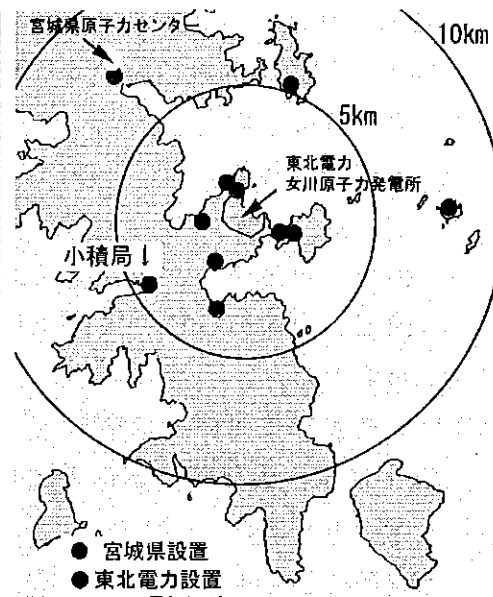 宮城県原子力センター
10km
5km
東北電力
女川原子力発電所
小積局↓
● 宮城県設置
● 東北電力設置